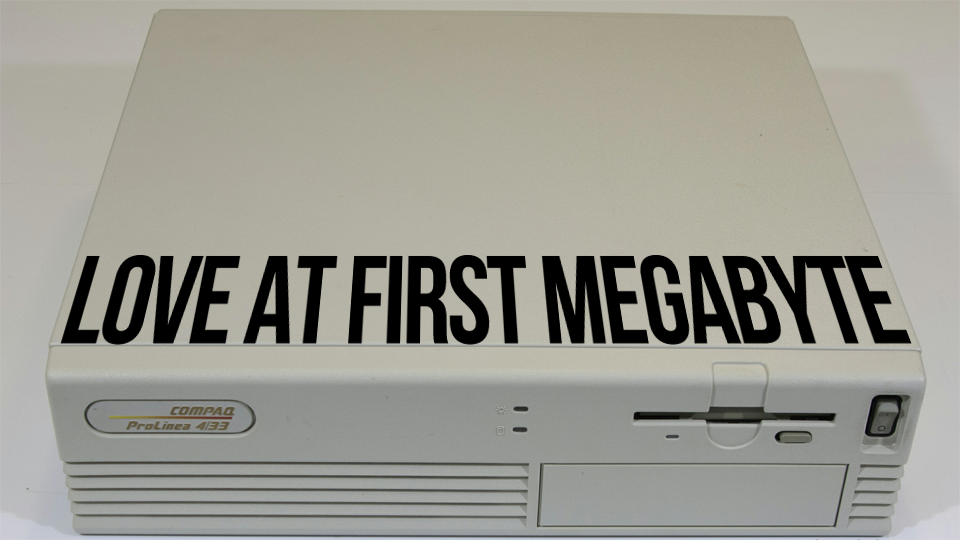 LOVE AT FIRST MEGABYTE
COMPAQ
ProLinea 4/33